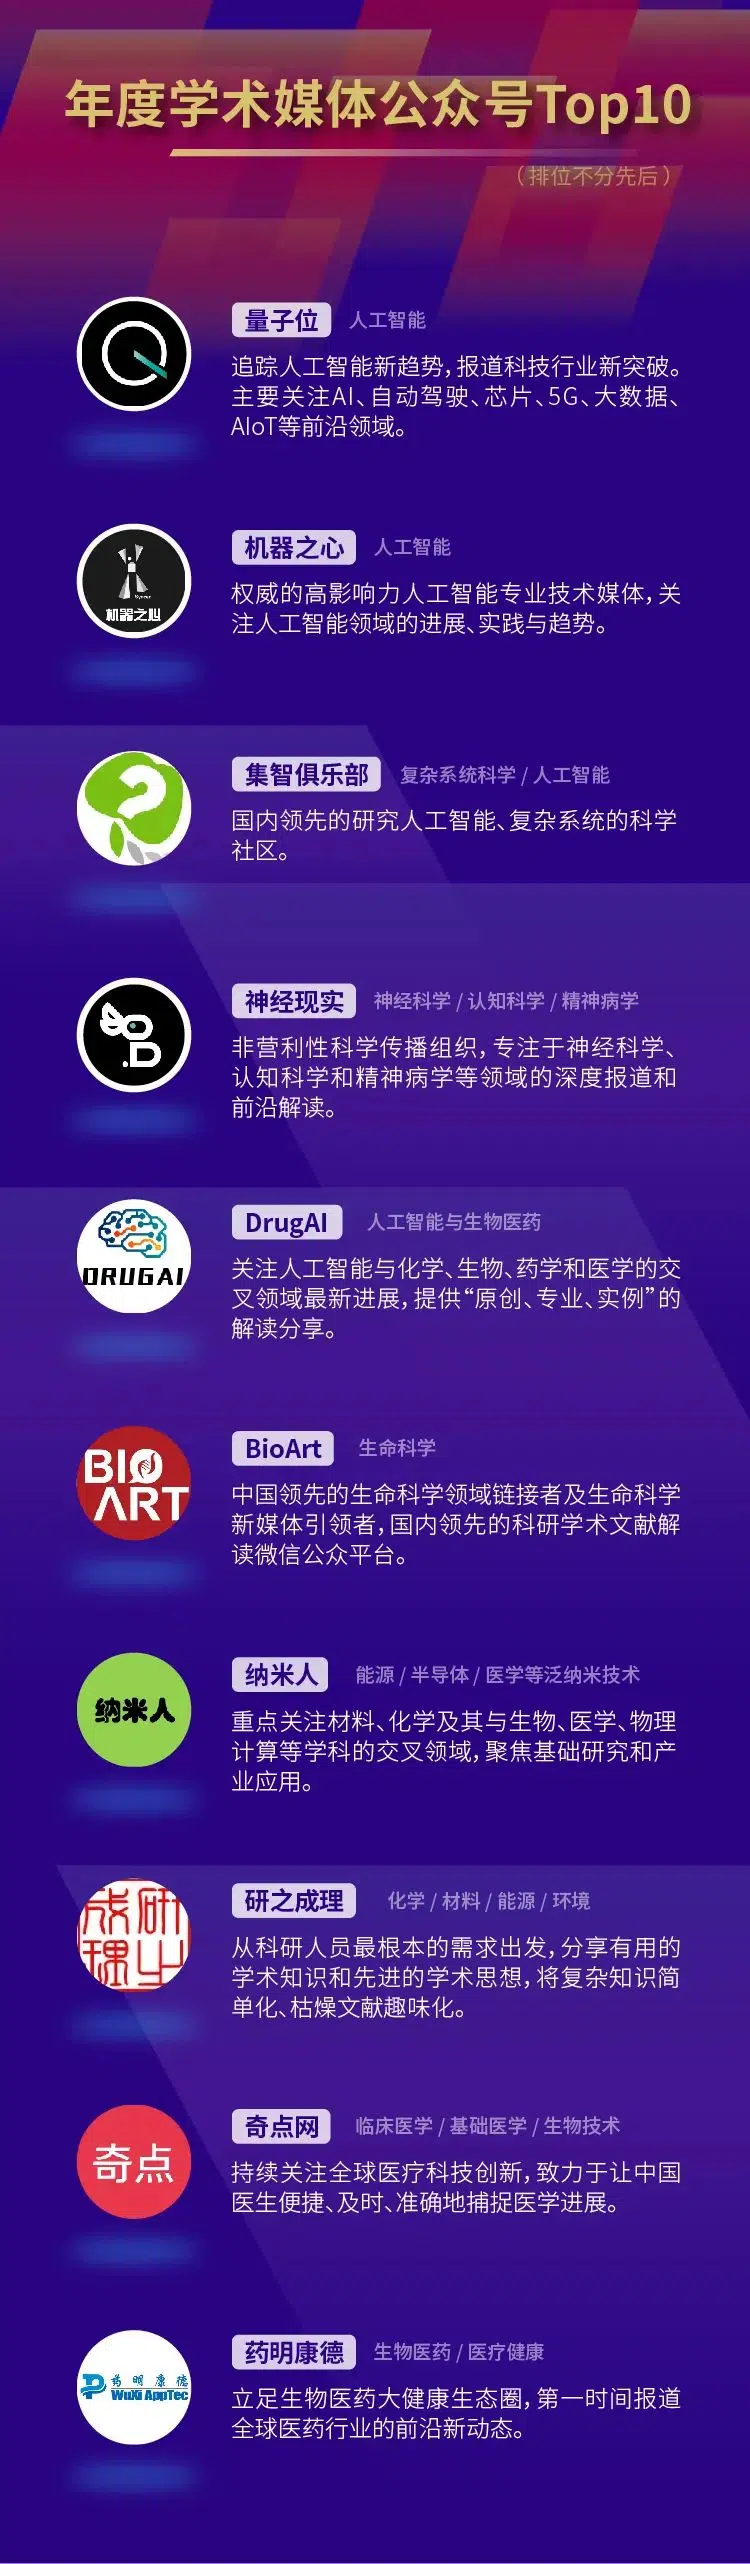 年度学术媒体公众号Top10
（排位不分先后）
量子位 人工智能
追踪人工智能新趋势，报道科技行业新突破。
主要关注AI、自动驾驶、芯片、5G、大数据、
AIoT等前沿领域。
Synced
机器之心
机器之心 人工智能
权威的高影响力人工智能专业技术媒体，关
注人工智能领域的进展、实践与趋势。
集智俱乐部 复杂系统科学 / 人工智能
国内领先的研究人工智能、复杂系统的科学
社区。
神经现实 神经科学 / 认知科学 / 精神病学
非营利性科学传播组织，专注于神经科学、
认知科学和精神病学等领域的深度报道和
前沿解读。
DRUGAI
DrugAI 人工智能与生物医药
关注人工智能与化学、生物、药学和医学的交
叉领域最新进展，提供“原创、专业、实例”的
解读分享。
BIO
ART
BioArt 生命科学
中国领先的生命科学领域链接者及生命科学
新媒体引领者，国内领先的科研学术文献解
读微信公众平台。
纳米人
纳米人 能源 / 半导体 / 医学等泛纳米技术
重点关注材料、化学及其与生物、医学、物理
计算等学科的交叉领域，聚焦基础研究和产
业应用。
研之成理
研之成理 化学 / 材料 / 能源 / 环境
从科研人员最根本的需求出发，分享有用的
学术知识和先进的学术思想，将复杂知识简
单化、枯燥文献趣味化。
奇点
奇点网 临床医学 / 基础医学 / 生物技术
持续关注全球医疗科技创新，致力于让中国
医生便捷、及时、准确地捕捉医学进展。
药明康德
WuXi AppTec
药明康德 生物医药 / 医疗健康
立足生物医药大健康生态圈，第一时间报道
全球医药行业的前沿新动态。